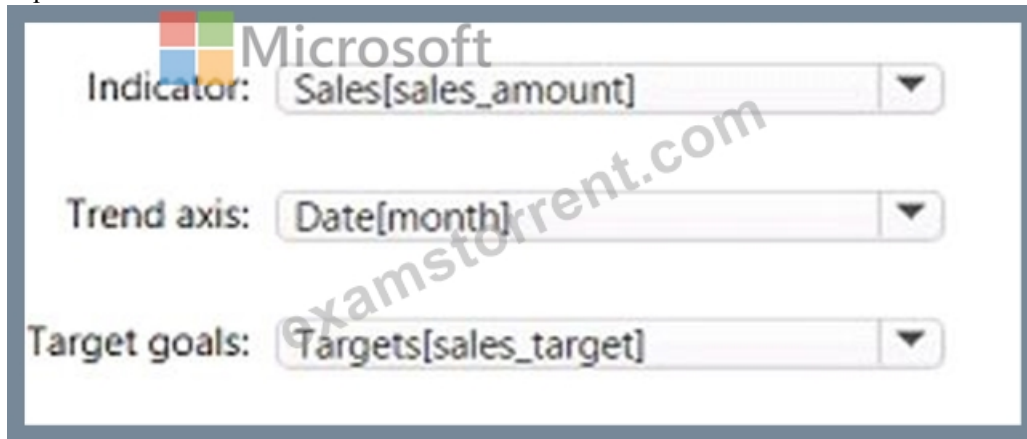 Microsoft
Indicator: Sales[sales_amount]
Trend axis: Date[month]
Target goals: Targets[sales_target]
examstorrent.com